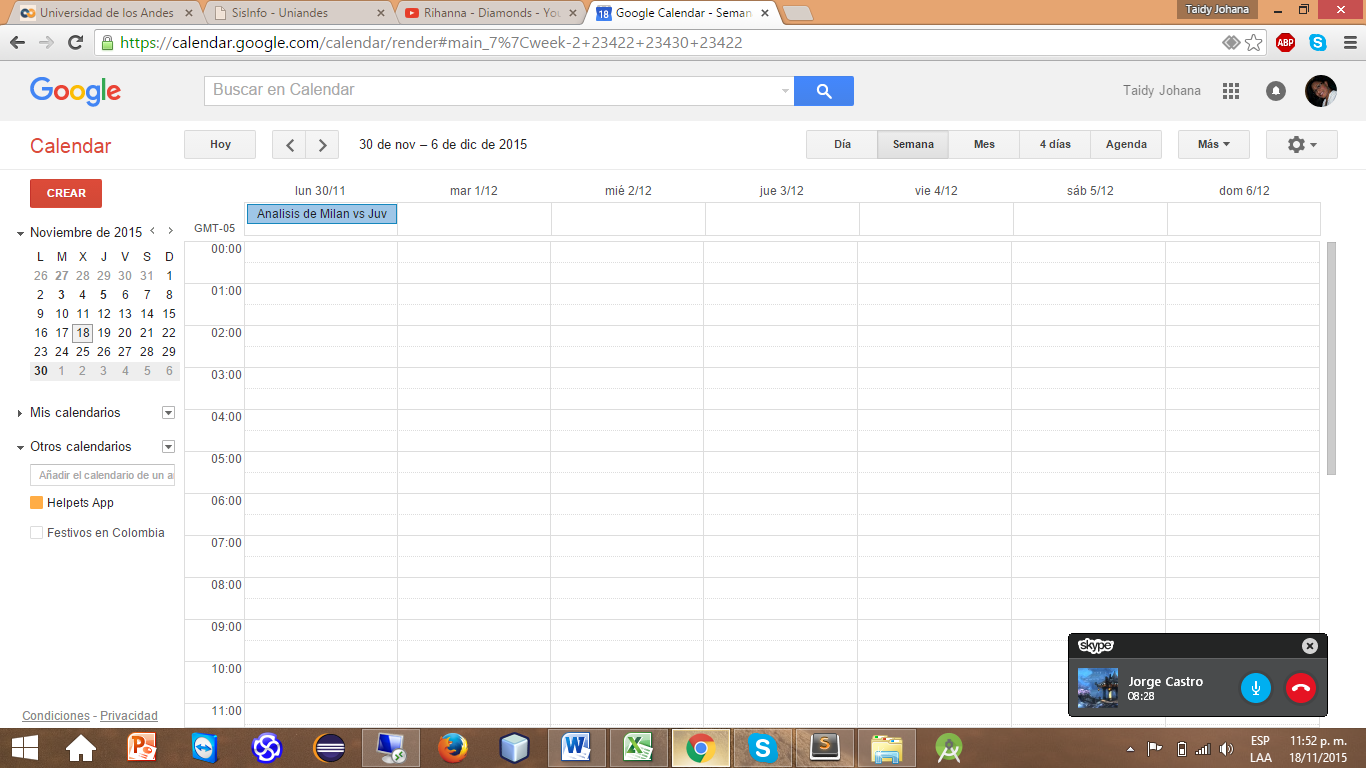 Universidad de los Andes
SisInfo - Uniandes
Rihanna - Diamonds - You
Google Calendar - Seman
Taidy Johana
https://calendar.google.com/calendar/render#main_7%7Cweek-2+23422+23430+23422
ABP
Google
Buscar en Calendar
Taidy Johana
Calendar
Hoy
30 de nov – 6 de dic de 2015
Día
Semana
Mes
4 días
Agenda
Más
CREAR
lun 30/11
mar 1/12
mié 2/12
jue 3/12
vie 4/12
sáb 5/12
dom 6/12
GMT-05
Analisis de Milan vs Juv
Noviembre de 2015
L M X J V S D
26 27 28 29 30 31 1
2 3 4 5 6 7 8
9 10 11 12 13 14 15
16 17 18 19 20 21 22
23 24 25 26 27 28 29
30 1 2 3 4 5 6
Mis calendarios
Otros calendarios
Añadir el calendario de un a
Helpets App
Festivos en Colombia
00:00
01:00
02:00
03:00
04:00
05:00
06:00
07:00
08:00
09:00
10:00
11:00
skype
Jorge Castro
08:28
Condiciones - Privacidad
ESP
LAA
11:52 p. m.
18/11/2015